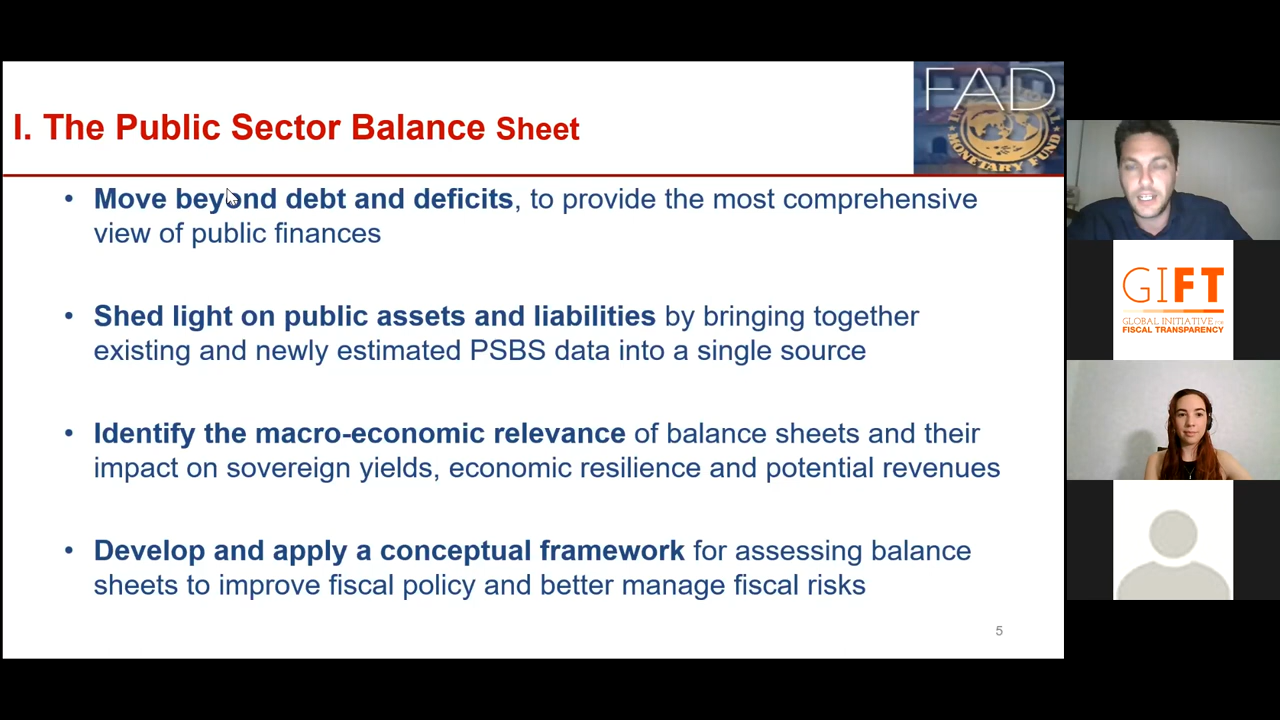 FAD
INTERNATIONAL
MONETARY FUND
I. The Public Sector Balance Sheet
• Move beyond debt and deficits, to provide the most comprehensive
view of public finances
• Shed light on public assets and liabilities by bringing together
existing and newly estimated PSBS data into a single source
• Identify the macro-economic relevance of balance sheets and their
impact on sovereign yields, economic resilience and potential revenues
• Develop and apply a conceptual framework for assessing balance
sheets to improve fiscal policy and better manage fiscal risks
5
GIFT
GLOBAL INITIATIVE FOR
FISCAL TRANSPARENCY